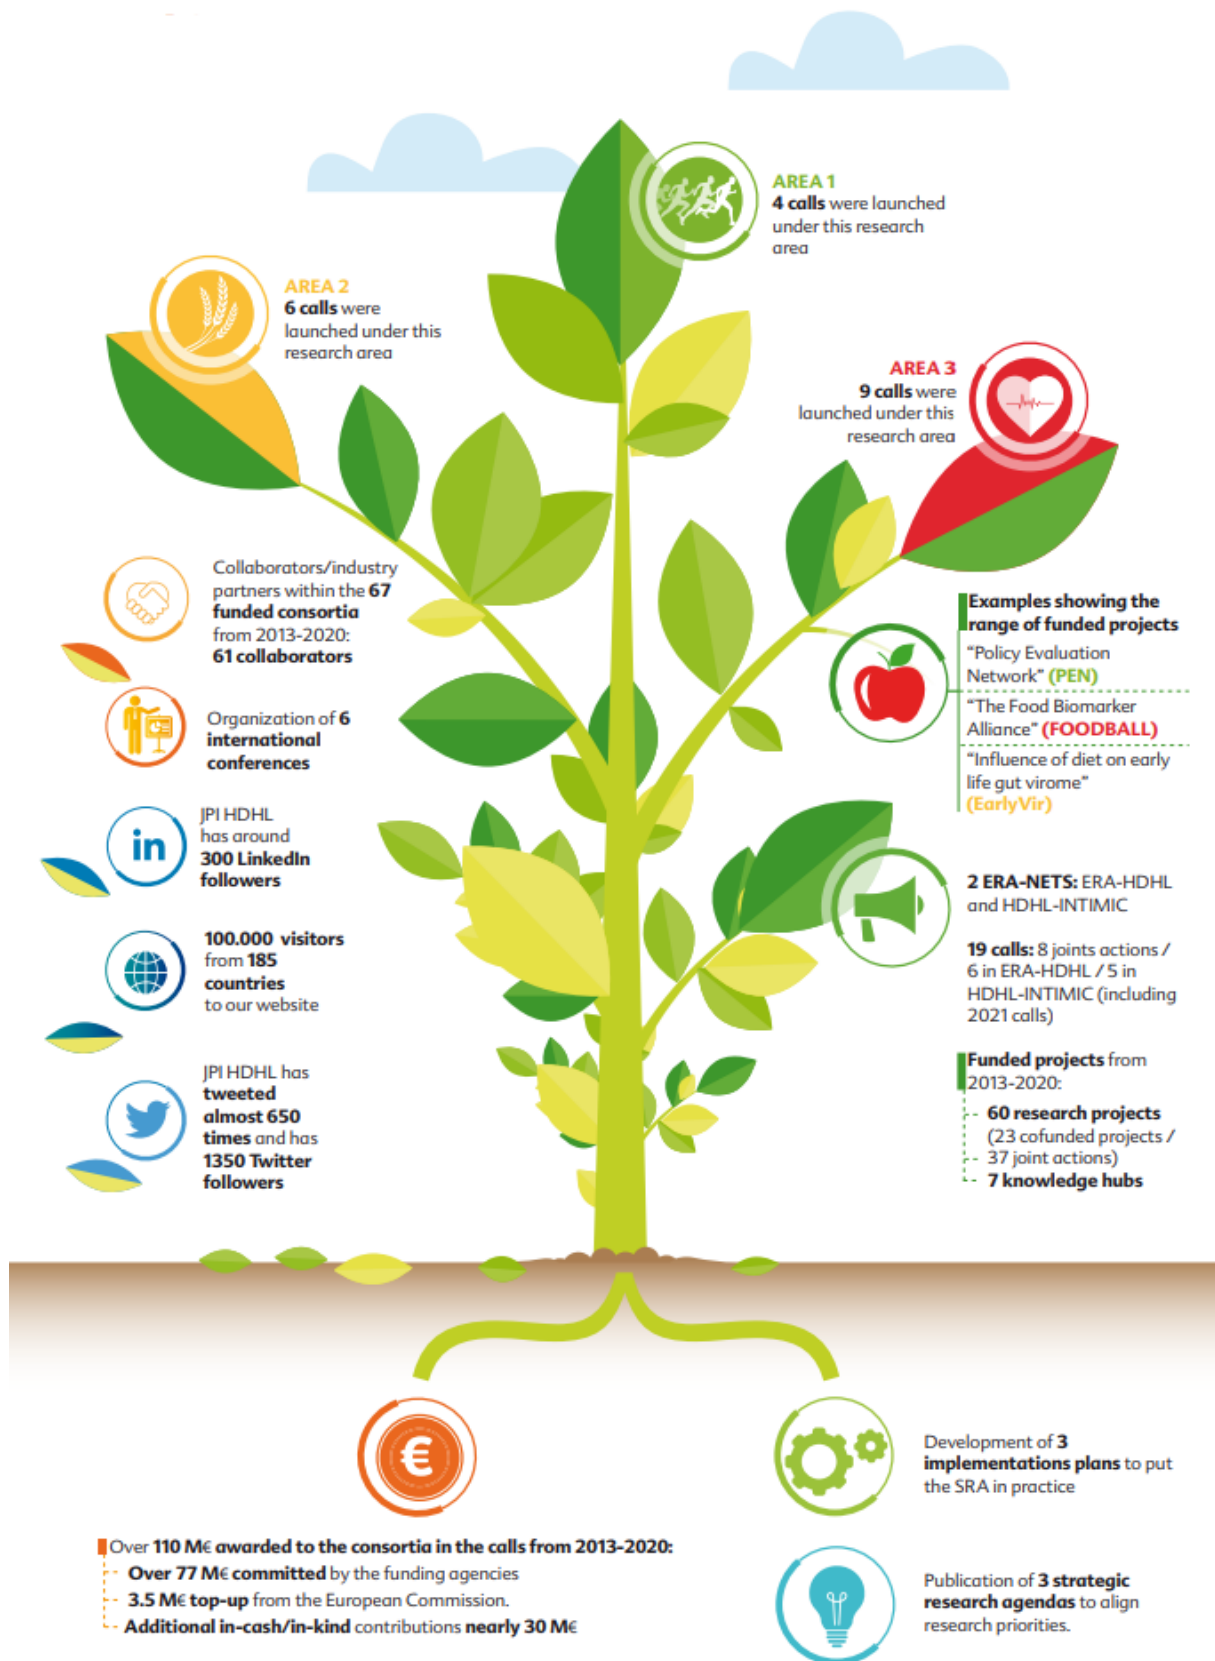 AREA 1
4 calls were launched
under this research
area
AREA 2
6 calls were
launched under this
research area
AREA 3
9 calls were
launched under this
research area
Collaborators/industry
partners within the 67
funded consortia
from 2013-2020:
61 collaborators
Organization of 6
international
conferences
in
JPI HDHL
has around
300 LinkedIn
followers
100.000 visitors
from 185
countries
to our website
JPI HDHL has
tweeted
almost 650
times and has
1350 Twitter
followers
Examples showing the
range of funded projects
“Policy Evaluation
Network” (PEN)
“The Food Biomarker
Alliance” (FOODBALL)
“Influence of diet on early
life gut virome”
(EarlyVir)
2 ERA-NETS: ERA-HDHL
and HDHL-INTIMIC
19 calls: 8 joints actions /
6 in ERA-HDHL / 5 in
HDHL-INTIMIC (including
2021 calls)
Funded projects from
2013-2020:
60 research projects
(23 cofunded projects /
37 joint actions)
7 knowledge hubs
€
Over 110 M€ awarded to the consortia in the calls from 2013-2020:
Over 77 M€ committed by the funding agencies
3.5 M€ top-up from the European Commission.
Additional in-cash/in-kind contributions nearly 30 M€
Development of 3
implementations plans to put
the SRA in practice
Publication of 3 strategic
research agendas to align
research priorities.